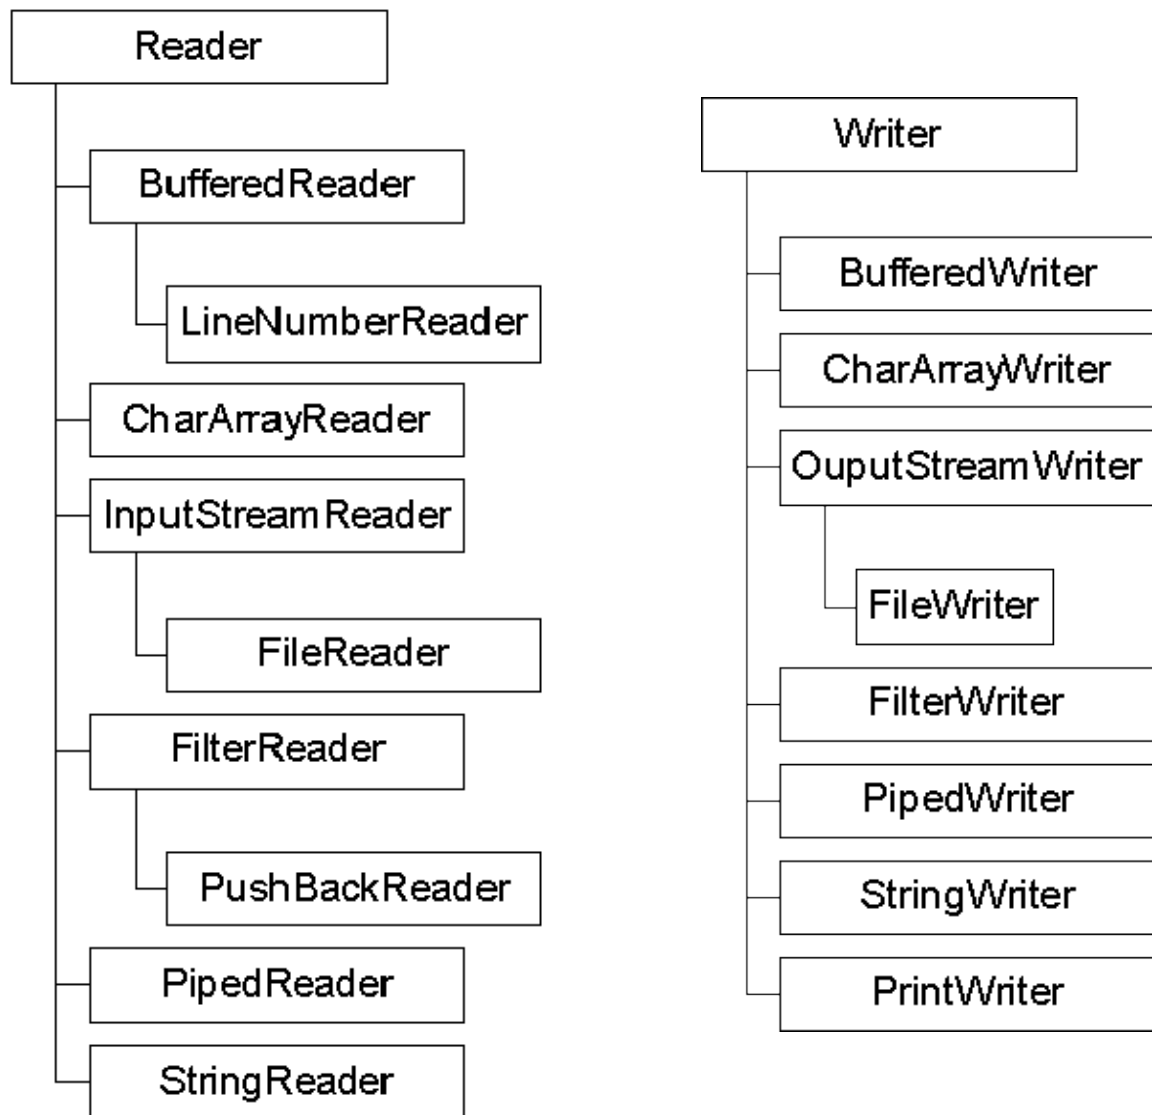 Reader
BufferedReader
LineNumberReader
CharArrayReader
InputStreamReader
FileReader
FilterReader
PushBackReader
PipedReader
StringReader
Writer
BufferedWriter
CharArrayWriter
OuputStreamWriter
FileWriter
FilterWriter
PipedWriter
StringWriter
PrintWriter